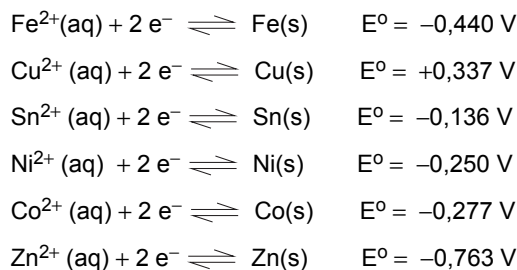 Fe²⁺(aq) + 2 e⁻ ⇌ Fe(s) Eº = −0,440 V
Cu²⁺ (aq) + 2 e⁻ ⇌ Cu(s) Eº = +0,337 V
Sn²⁺ (aq) + 2 e⁻ ⇌ Sn(s) Eº = −0,136 V
Ni²⁺ (aq) + 2 e⁻ ⇌ Ni(s) Eº = −0,250 V
Co²⁺ (aq) + 2 e⁻ ⇌ Co(s) Eº = −0,277 V
Zn²⁺ (aq) + 2 e⁻ ⇌ Zn(s) Eº = −0,763 V